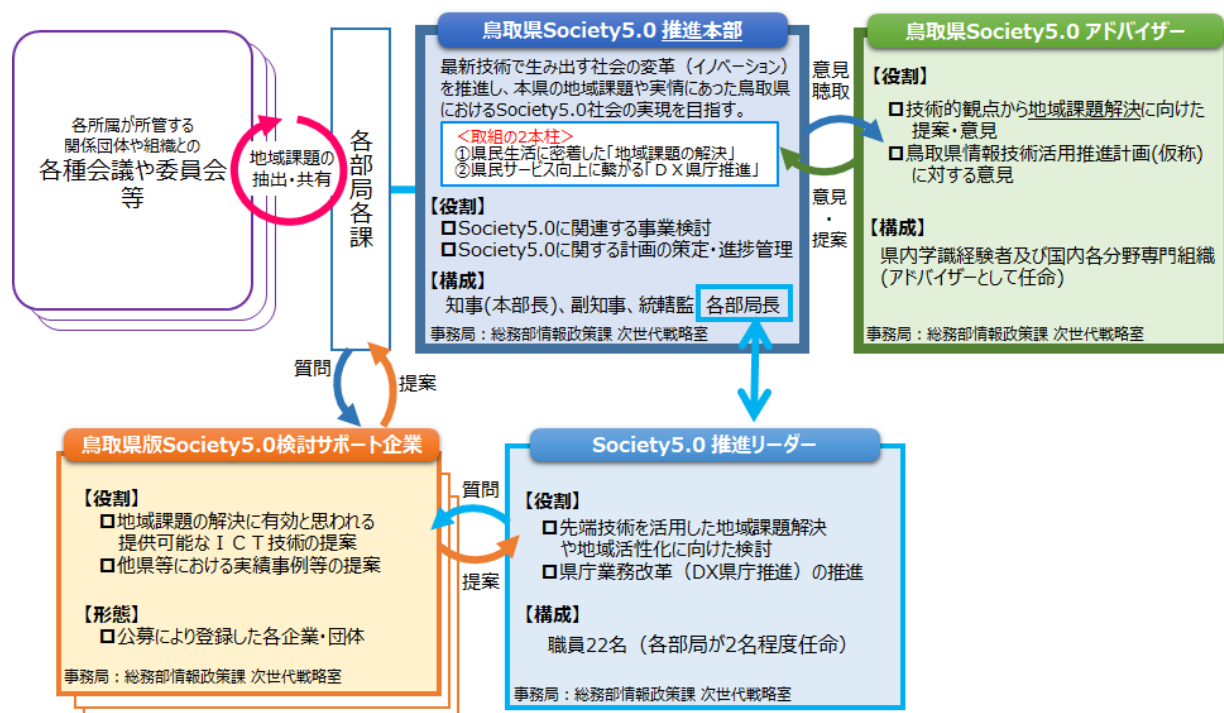 各所属が所管する
関係団体や組織との
各種会議や委員会
等
地域課題の
抽出・共有
各部局各課
鳥取県Society5.0 推進本部
最新技術で生み出す社会の変革（イノベーション）
を推進し、本県の地域課題や実情にあった鳥取県
におけるSociety5.0社会の実現を目指す。
＜取組の2本柱＞
①県民生活に密着した「地域課題の解決」
②県民サービス向上に繋がる「ＤＸ県庁推進」
【役割】
□Society5.0に関連する事業検討
□Society5.0に関する計画の策定・進捗管理
【構成】
知事(本部長）、副知事、統轄監、各部局長
事務局：総務部情報政策課 次世代戦略室
意見
聴取
意見
・
提案
鳥取県Society5.0 アドバイザー
【役割】
□技術的観点から地域課題解決に向けた
提案・意見
□鳥取県情報技術活用推進計画(仮称)
に対する意見
【構成】
県内学識経験者及び国内各分野専門組織
(アドバイザーとして任命）
事務局：総務部情報政策課 次世代戦略室
質問
提案
鳥取県版Society5.0検討サポート企業
【役割】
□地域課題の解決に有効と思われる
提供可能なＩＣＴ技術の提案
□他県等における実績事例等の提案
【形態】
□公募により登録した各企業・団体
事務局：総務部情報政策課 次世代戦略室
質問
提案
Society5.0 推進リーダー
【役割】
□先端技術を活用した地域課題解決
や地域活性化に向けた検討
□県庁業務改革（DX県庁推進）の推進
【構成】
職員22名（各部局が2名程度任命）
事務局：総務部情報政策課 次世代戦略室